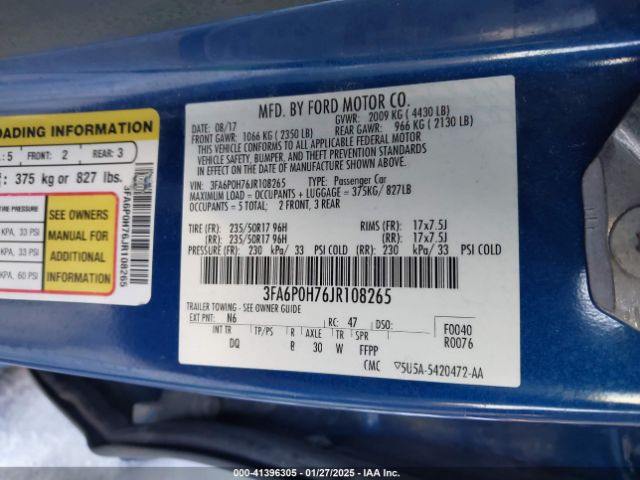 OADING INFORMATION
: 5 FRONT: 2 REAR: 3
: 375 kg or 827 lbs.
E PRESSURE
KPA, 33 PSI
KPA, 33 PSI
KPA, 60 PSI
SEE OWNERS
MANUAL FOR
ADDITIONAL
INFORMATION
3FA6P0H76JR108265
MFD. BY FORD MOTOR CO.
DATE: 08/17 GVWR: 2009 KG ( 4430 LB)
FRONT GAWR: 1066 KG ( 2350 LB) REAR GAWR: 966 KG ( 2130 LB)
THIS VEHICLE CONFORMS TO ALL APPLICABLE FEDERAL MOTOR
VEHICLE SAFETY, BUMPER, AND THEFT PREVENTION STANDARDS
IN EFFECT ON THE DATE OF MANUFACTURE SHOWN ABOVE.
VIN: 3FA6P0H76JR108265 TYPE: Passenger Car
MAXIMUM LOAD = OCCUPANTS + LUGGAGE = 375KG/ 827LB
OCCUPANTS = 5 TOTAL: 2 FRONT, 3 REAR
TIRE (FR): 235/50R17 96H RIMS (FR): 17x7.5J
(RR): 235/50R17 96H (RR): 17x7.5J
PRESSURE (FR): 230 kPa/ 33 PSI COLD (RR): 230 kPa/ 33 PSI COLD
3FA6P0H76JR108265
TRAILER TOWING - SEE OWNER GUIDE
EXT PNT: N6 RC: 47 DSO: F0040
R0076
INT TR TP/PS R AXLE TR SPR
DQ 8 30 W FFPP
CMC ▽5U5A-5420472-AA
00-41396305 | 01/27/2025 | IAA Inc.